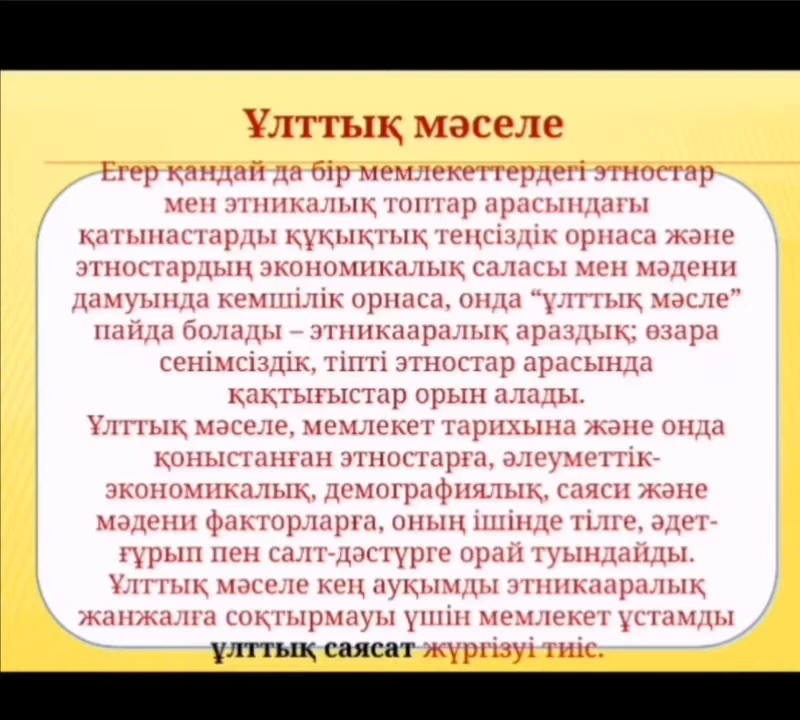 Ұлттық мәселе
Егер қандай да бір мемлекеттердегі этностар
мен этникалық топтар арасындағы
қатынастарды құқықтық теңсіздік орнаса және
этностардың экономикалық саласы мен мәдени
дамуында кемшілік орнаса, онда “ұлттық мәсле”
пайда болады – этникааралық араздық; өзара
сенімсіздік, тіпті этностар арасында
қақтығыстар орын алады.
Ұлттық мәселе, мемлекет тарихына және онда
қоныстанған этностарға, әлеуметтік-
экономикалық, демографиялық, саяси және
мәдени факторларға, оның ішінде тілге, әдет-
ғұрып пен салт-дәстүрге орай туындайды.
Ұлттық мәселе кең ауқымды этникааралық
жанжалға соқтырмауы үшін мемлекет ұстамды
ұлттық саясат жүргізуі тиіс.